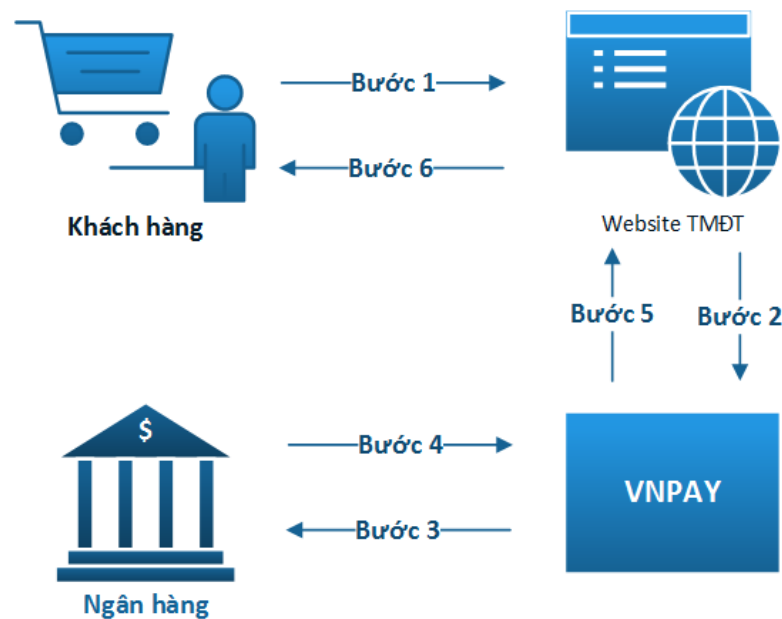 Bước 1
Bước 6
Khách hàng
Website TMĐT
Bước 5
Bước 2
$
Bước 4
VNPAY
Bước 3
Ngân hàng